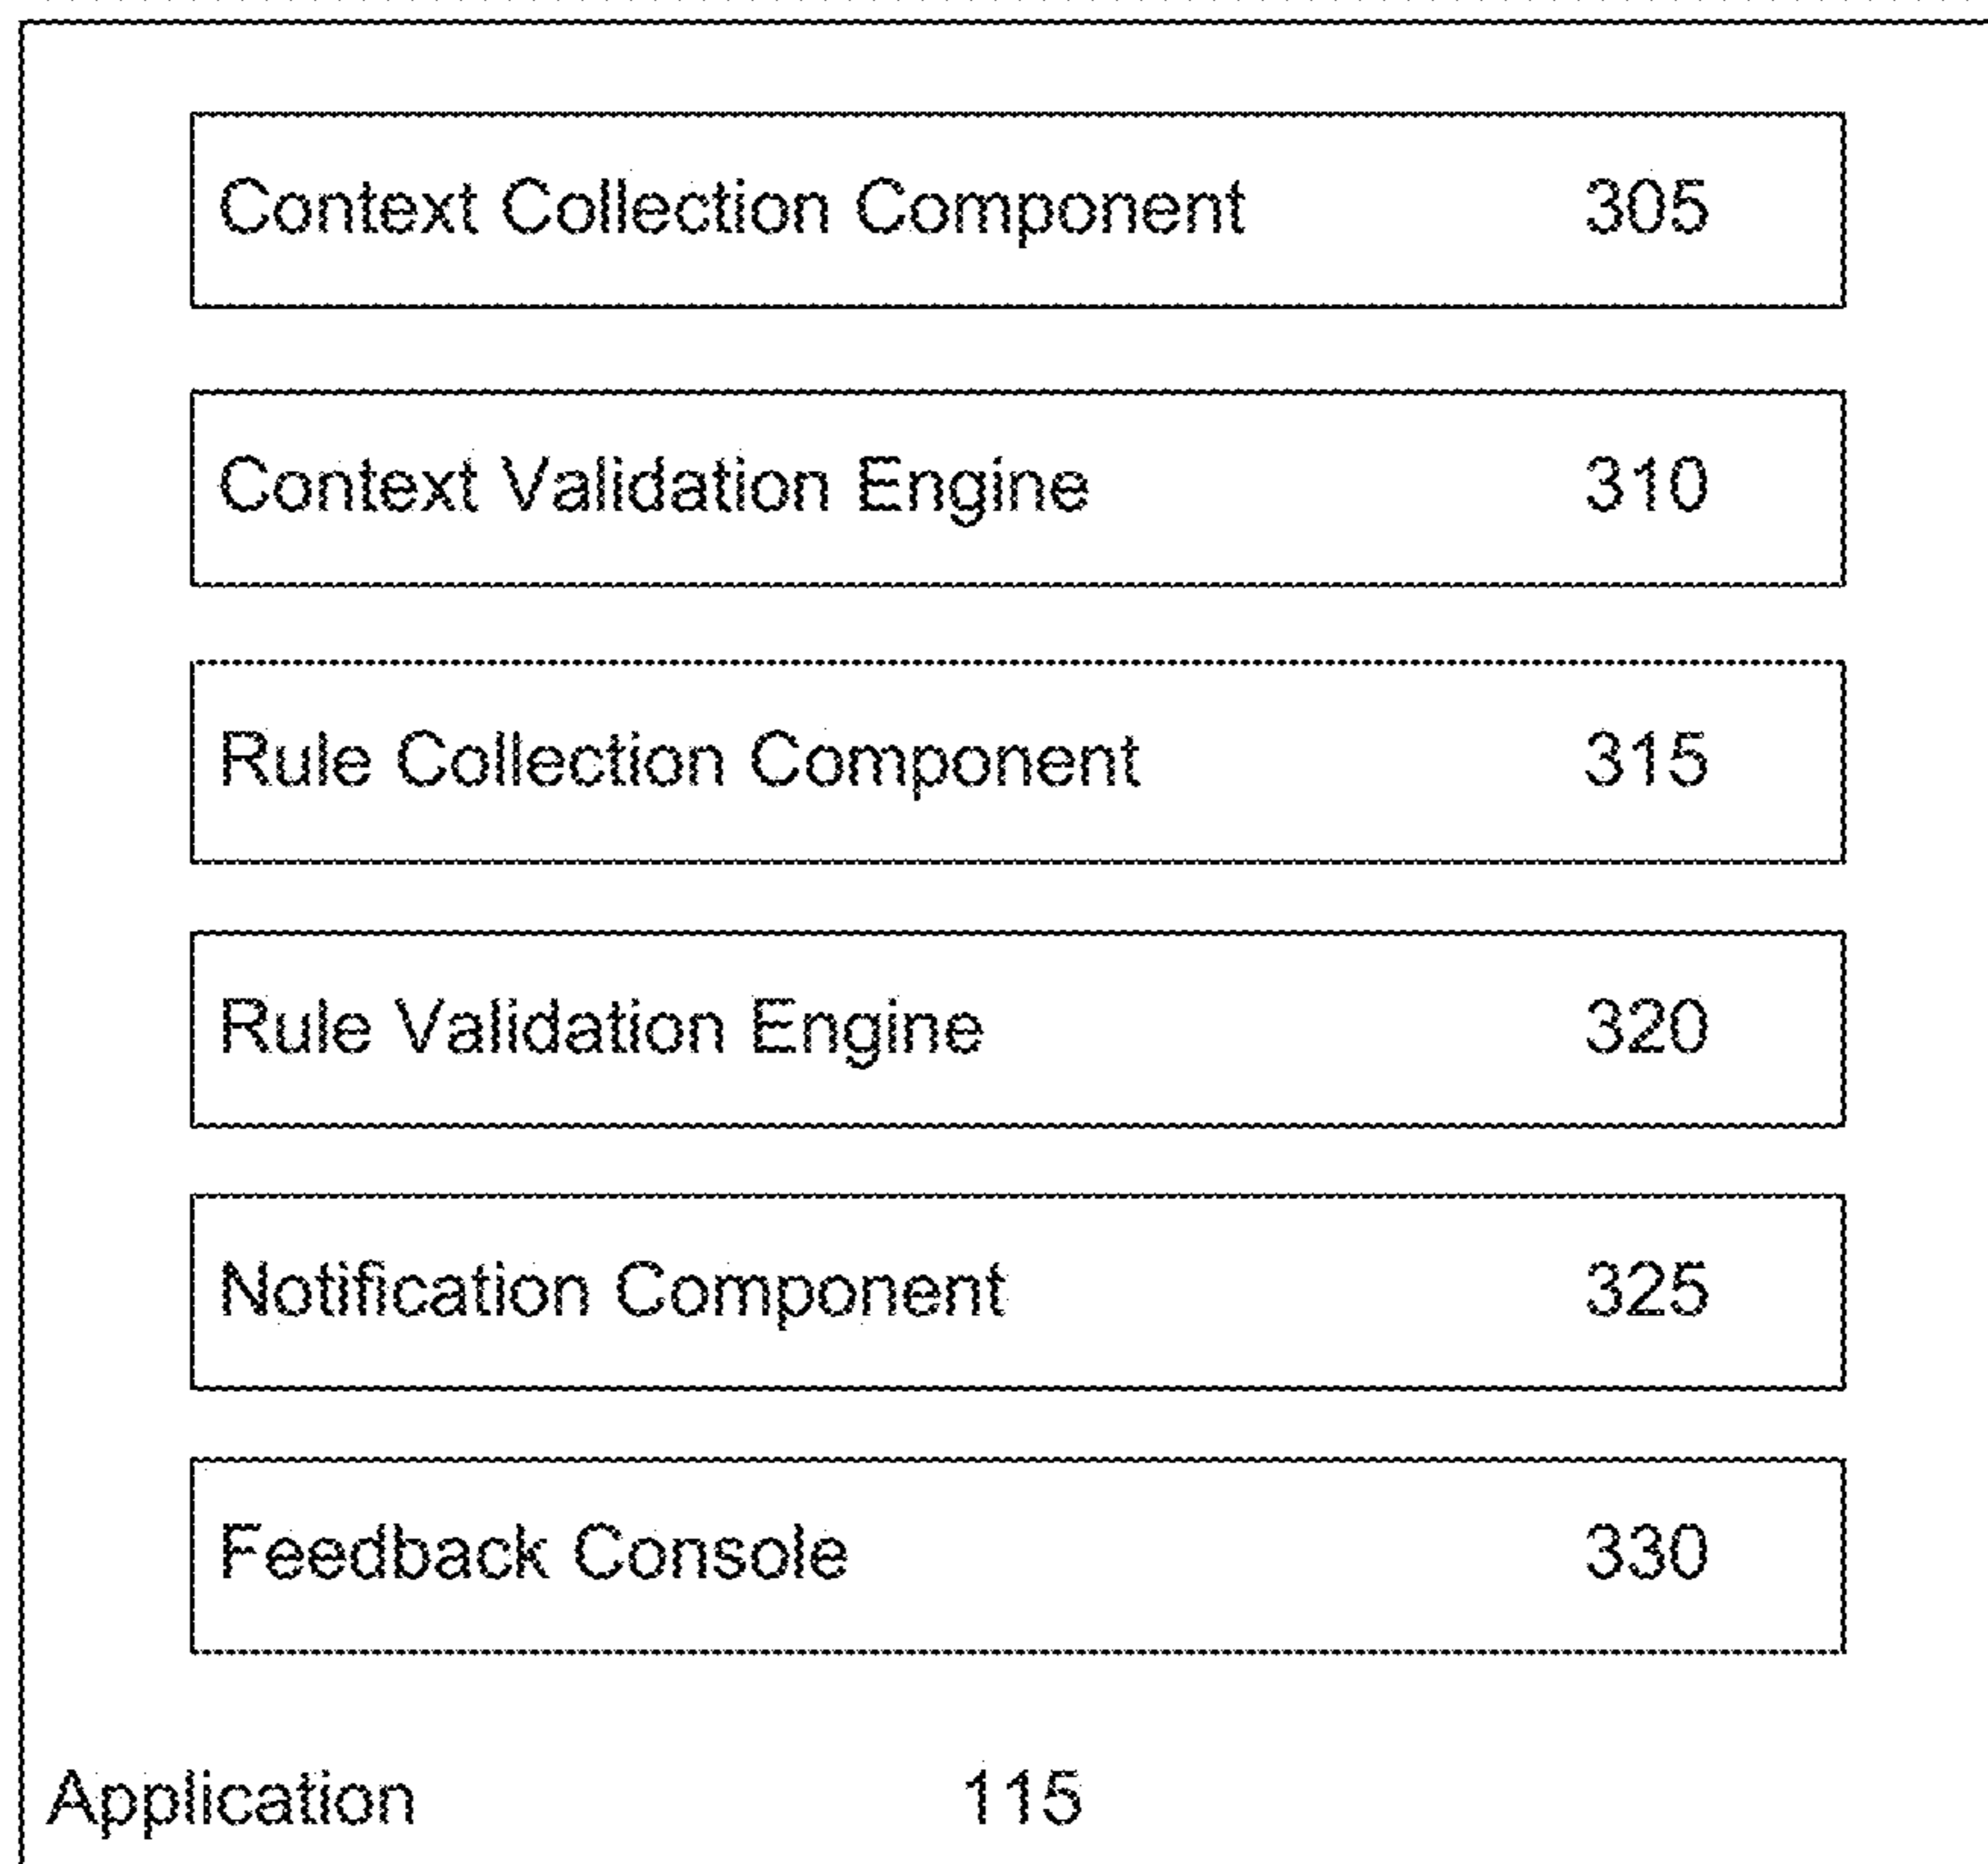 Context Collection Component 305
Context Validation Engine 310
Rule Collection Component 315
Rule Validation Engine 320
Notification Component 325
Feedback Console 330
Application 115